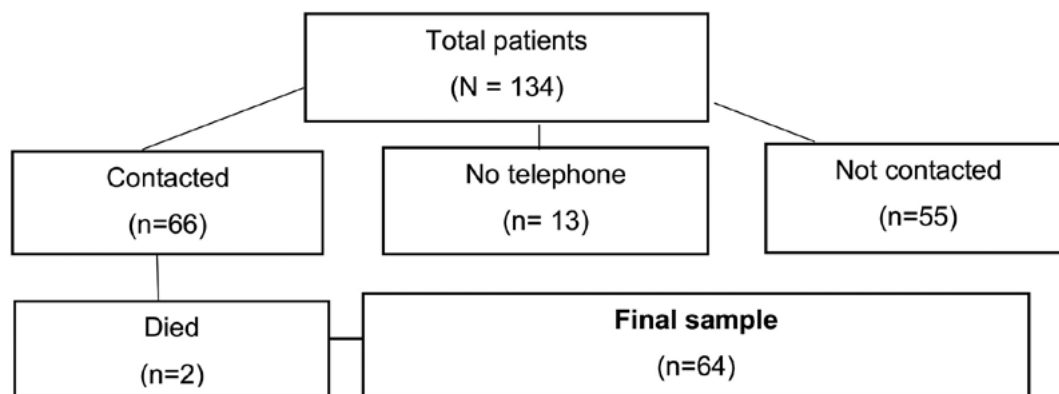 Total patients
(N = 134)
Contacted
(n=66)
No telephone
(n= 13)
Not contacted
(n=55)
Died
(n=2)
Final sample
(n=64)